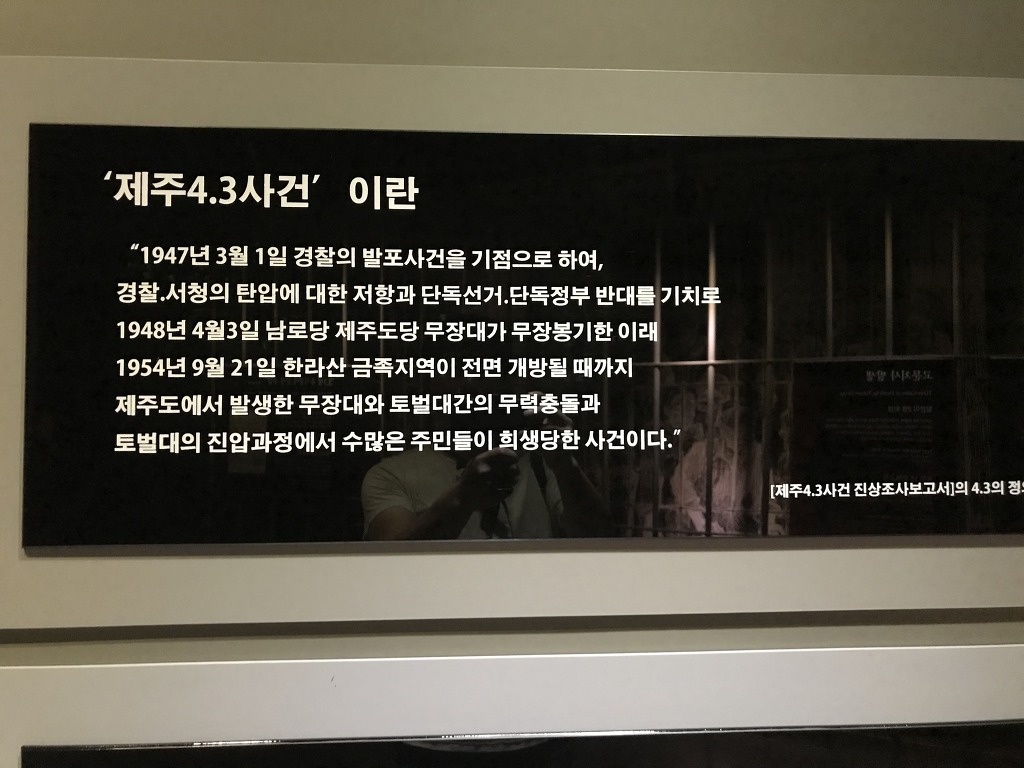 ‘제주4.3사건’ 이란
“1947년 3월 1일 경찰의 발포사건을 기점으로 하여,
경찰.서청의 탄압에 대한 저항과 단독선거.단독정부 반대를 기치로
1948년 4월3일 남로당 제주도당 무장대가 무장봉기한 이래
1954년 9월 21일 한라산 금족지역이 전면 개방될 때까지
제주도에서 발생한 무장대와 토벌대간의 무력충돌과
토벌대의 진압과정에서 수많은 주민들이 희생당한 사건이다.”
[제주4.3사건 진상조사보고서]의 4.3의